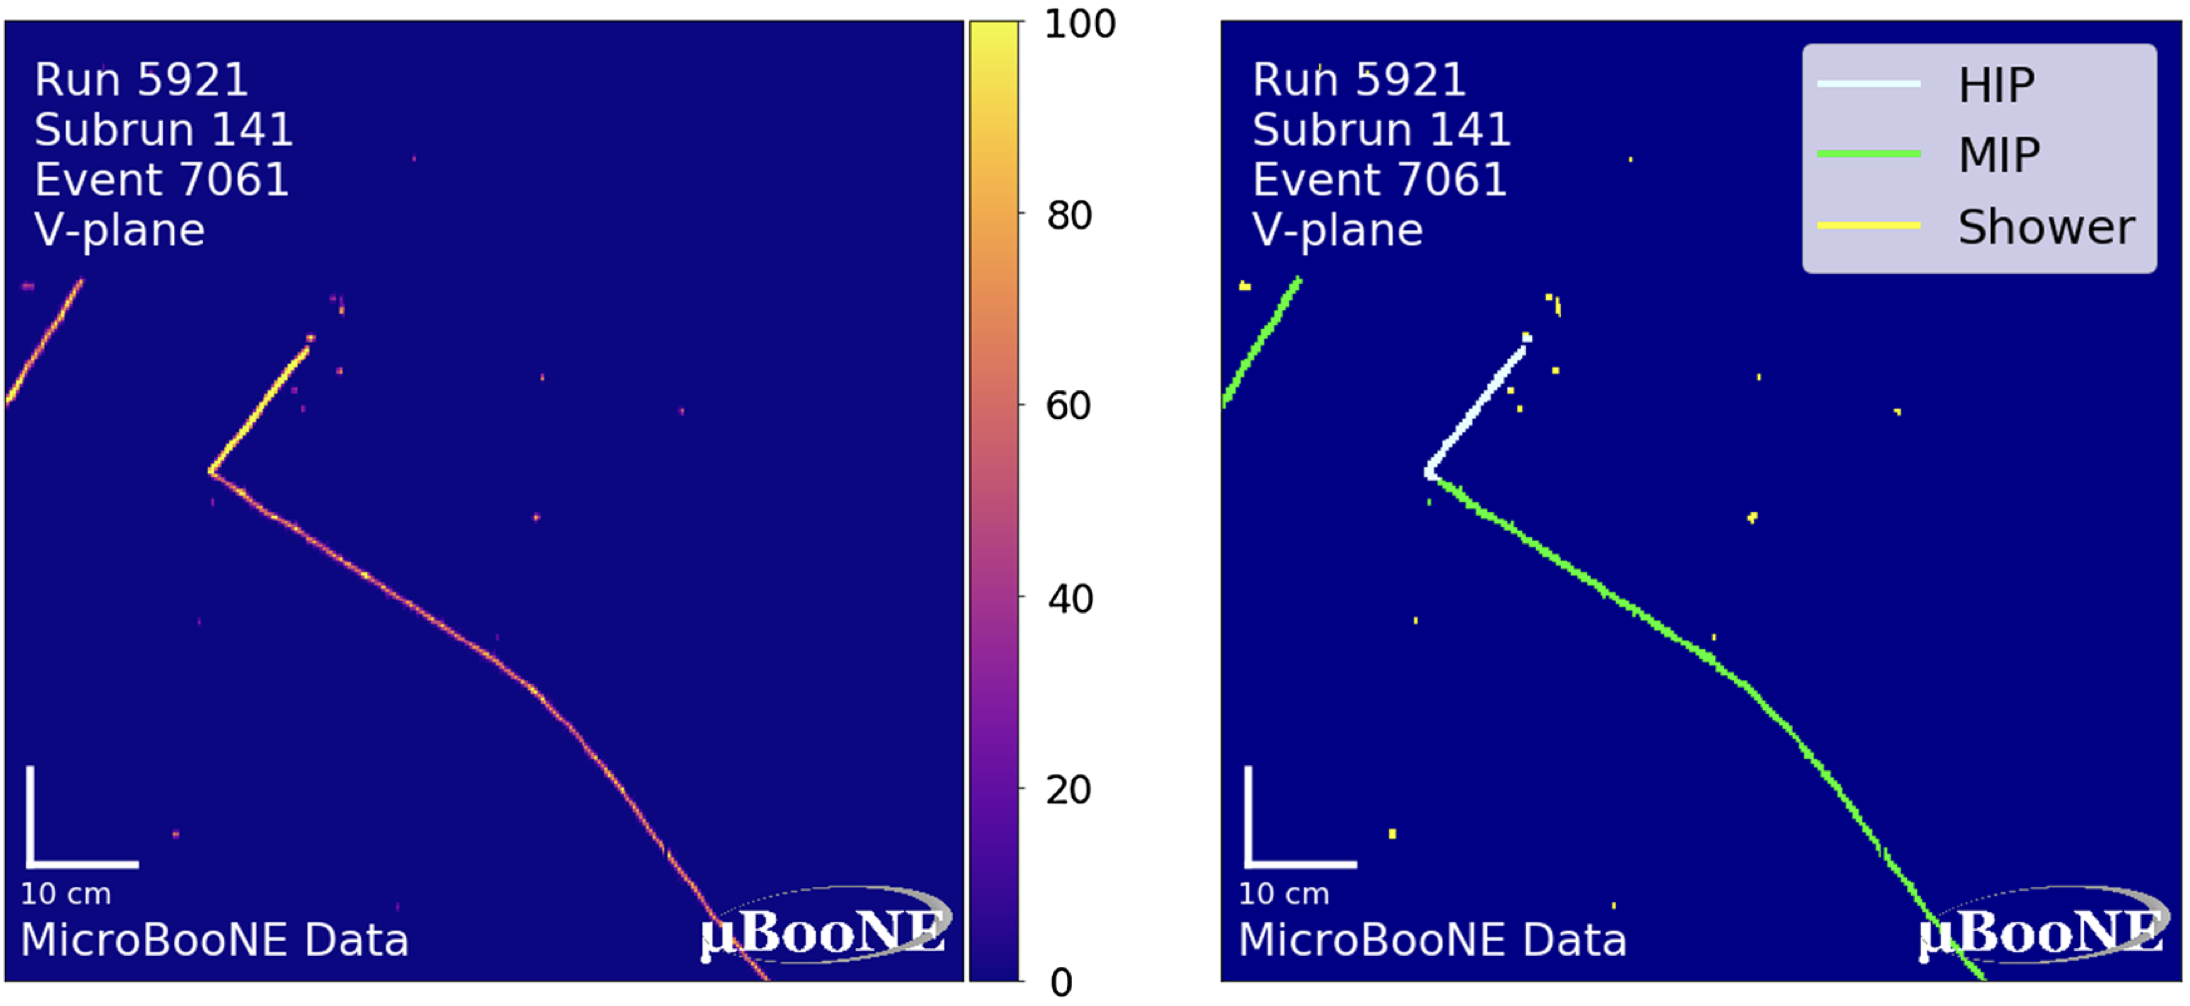 Run 5921
Subrun 141
Event 7061
V-plane
10 cm
MicroBooNE Data
μBooNE
100
80
60
40
20
0
Run 5921
Subrun 141
Event 7061
V-plane
HIP
MIP
Shower
10 cm
MicroBooNE Data
μBooNE